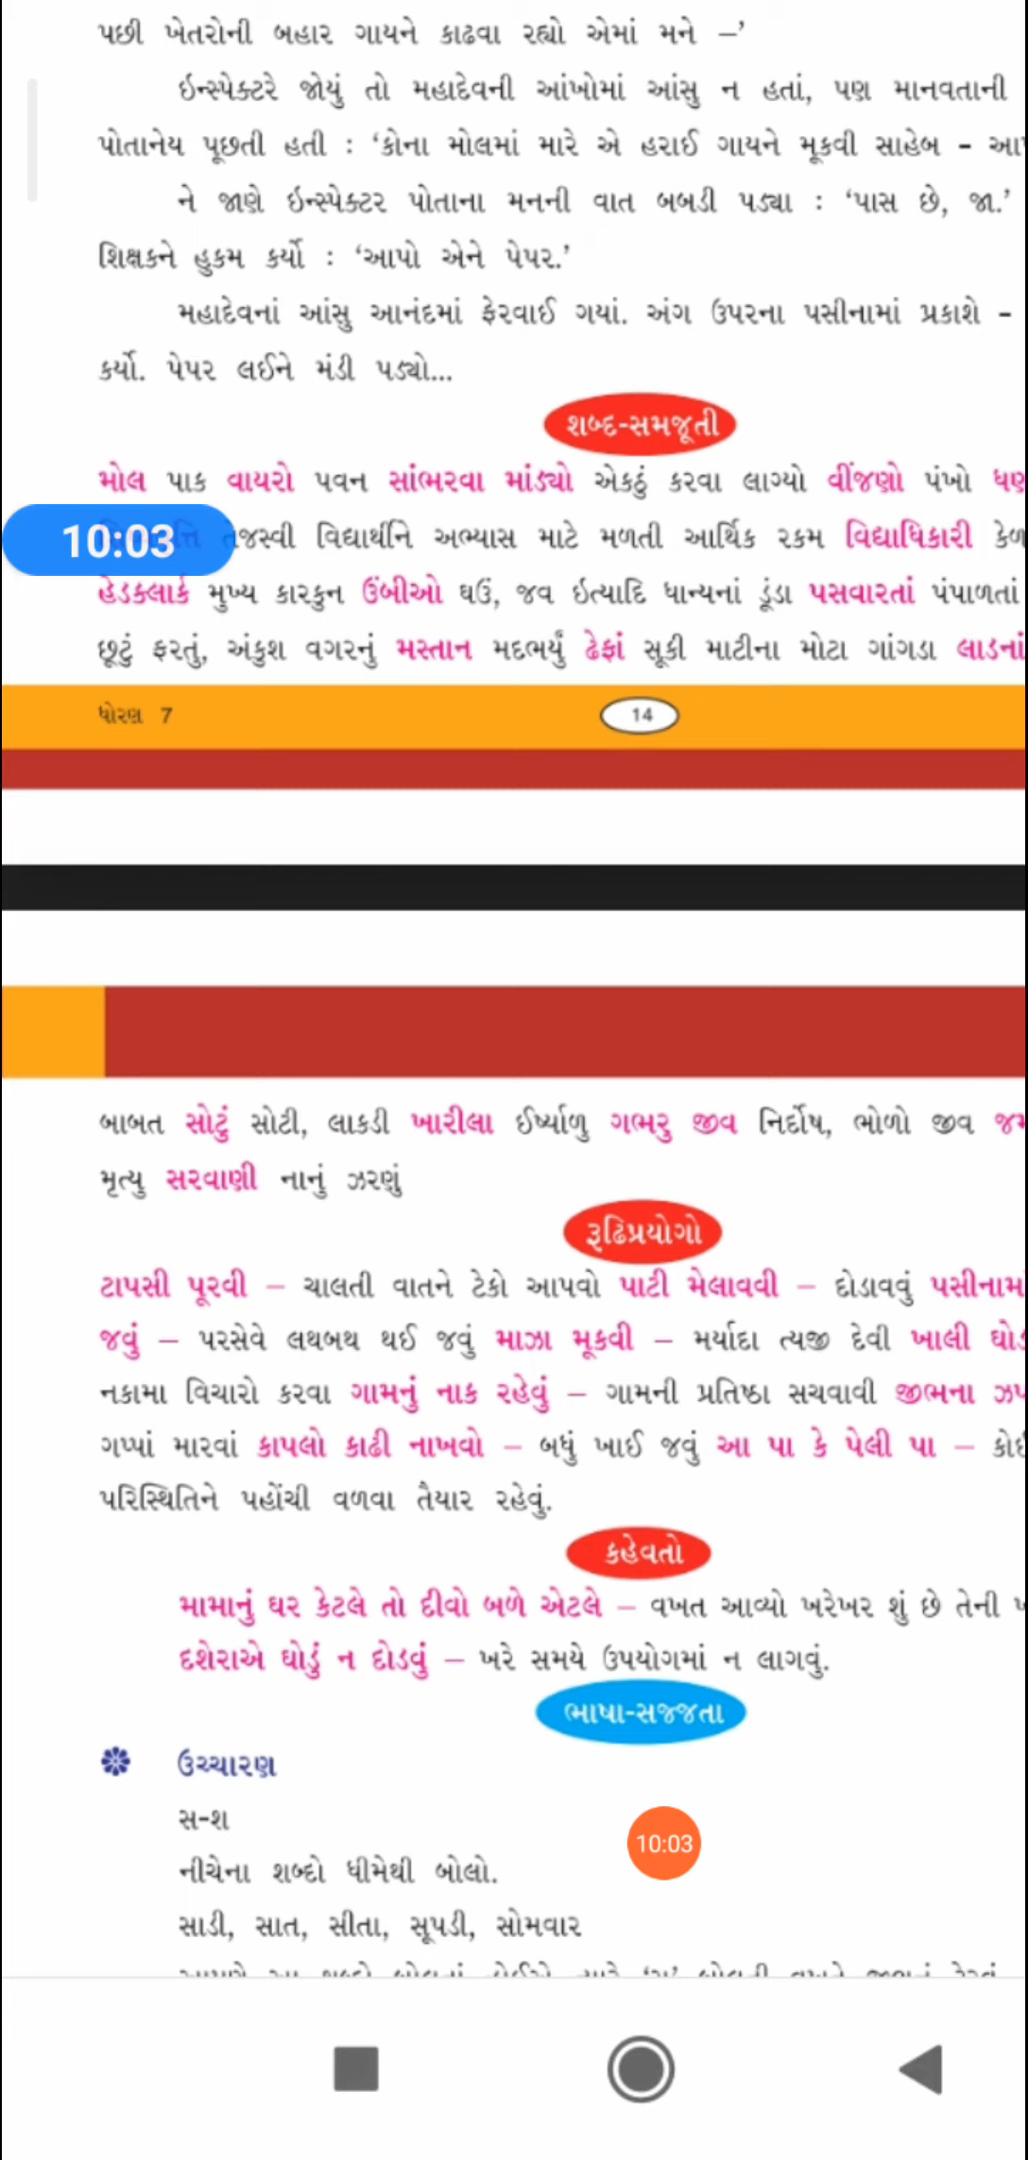 પછી ખેતરોની બહાર ગાયને કાઢવા રહ્યો એમાં મને –’
ઇન્સ્પેક્ટરે જોયું તો મહાદેવની આંખોમાં આંસુ ન હતાં, પણ માનવતાની
પોતાનેય પૂછતી હતી : ‘કોના મોલમાં મારે એ હરાઈ ગાયને મૂકવી સાહેબ –
ને જાણે ઇન્સ્પેક્ટર પોતાના મનની વાત બબડી પડ્યા : ‘પાસ છે, જા.’
શિક્ષકને હુકમ કર્યો : ‘આપો એને પેપર.’
મહાદેવનાં આંસુ આનંદમાં ફેરવાઈ ગયાં. અંગ ઉપરના પસીનામાં પ્રકાશે –
કર્યો. પેપર લઈને મંડી પડ્યો...
શબ્દ-સમજૂતી
મોલ પાક વાયરો પવન સાંભરવા માંડ્યો એકઠું કરવા લાગ્યો વીંજણો પંખો
10:03 તેજસ્વી વિદ્યાર્થીને અભ્યાસ માટે મળતી આર્થિક રકમ વિદ્યાધિકારી
હેડક્લાર્ક મુખ્ય કારકુન ઉંબીઓ ઘઉં, જવ ઇત્યાદિ ધાન્યનાં ડૂંડા પસવારતાં પંપાળતાં
છૂટું ફરતું, અંકુશ વગરનું મસ્તાન મદભર્યું ઢેફાં સૂકી માટીના મોટા ગાંગડા લાડનાં
ધોરણ 7
14
બાબત સોટું સોટી, લાકડી ખારીલા ઈર્ષ્યાળુ ગભરુ જીવ નિર્દોષ, ભોળો જીવ
મૃત્યુ સરવાણી નાનું ઝરણું
રૂઢિપ્રયોગો
ટાપસી પૂરવી – ચાલતી વાતને ટેકો આપવો પાટી મેલાવવી – દોડાવવું
જવું – પરસેવે લથબથ થઈ જવું માઝા મૂકવી – મર્યાદા ત્યજી દેવી ખાલી
નકામા વિચારો કરવા ગામનું નાક રહેવું – ગામની પ્રતિષ્ઠા સચવાવી જીભના
ગપ્પાં મારવાં કાપલો કાઢી નાખવો – બધું ખાઈ જવું આ પા કે પેલી પા –
પરિસ્થિતિને પહોંચી વળવા તૈયાર રહેવું.
કહેવતો
મામાનું ઘર કેટલે તો દીવો બળે એટલે – વખત આવ્યો ખરેખર શું છે તેની
દશેરાએ ઘોડું ન દોડવું – ખરે સમયે ઉપયોગમાં ન લાગવું.
ભાષા-સજ્જતા
ઉચ્ચારણ
સ-શ
10:03
નીચેના શબ્દો ધીમેથી બોલો.
સાડી, સાત, સીતા, સૂપડી, સોમવાર